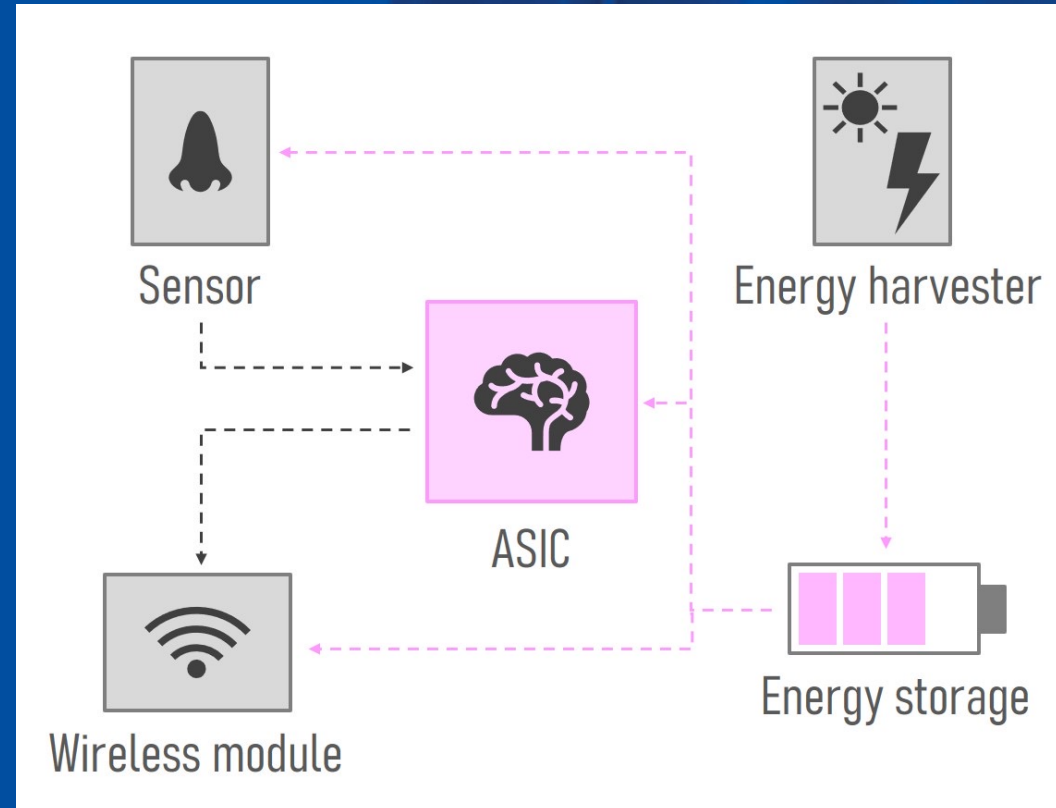 Sensor
Energy harvester
ASIC
Energy storage
Wireless module